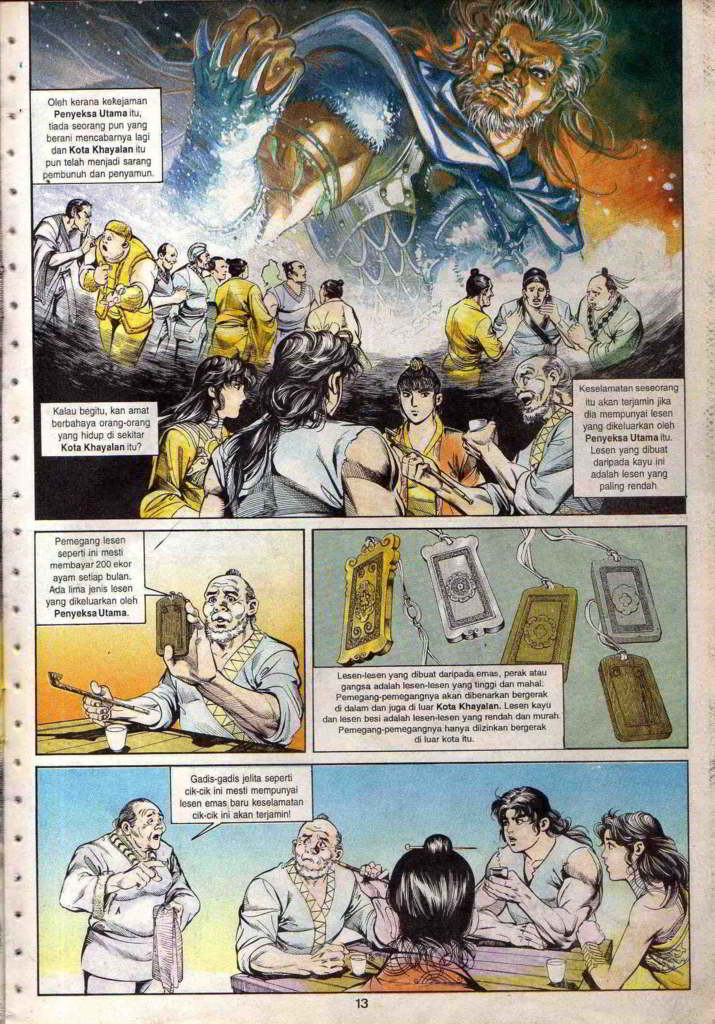 Oleh kerana kekejaman
Penyeksa Utama itu,
tiada seorang pun yang
berani mencabarnya lagi
dan Kota Khayalan itu
pun telah menjadi sarang
pembunuh dan penyamun.
Kalau begitu, kan amat
berbahaya orang-orang
yang hidup di sekitar
Kota Khayalan itu?
Keselamatan seseorang
itu akan terjamin jika
dia mempunyai lesen
yang dikeluarkan oleh
Penyeksa Utama itu.
Lesen yang dibuat
daripada kayu ini
adalah lesen yang
paling rendah
Pemegang lesen
seperti ini mesti
membayar 200 ekor
ayam setiap bulan.
Ada lima jenis lesen
yang dikeluarkan oleh
Penyeksa Utama.
Lesen-lesen yang dibuat daripada emas, perak atau
gangsa adalah lesen-lesen yang tinggi dan mahal.
Pemegang-pemegangnya akan dibenarkan bergerak
di dalam dan juga di luar Kota Khayalan. Lesen kayu
dan lesen besi adalah lesen-lesen yang rendah dan murah.
Pemegang-pemegangnya hanya diizinkan bergerak
di luar kota itu.
Gadis-gadis jelita seperti
cik-cik ini mesti mempunyai
lesen emas baru keselamatan
cik-cik ini akan terjamin!
13